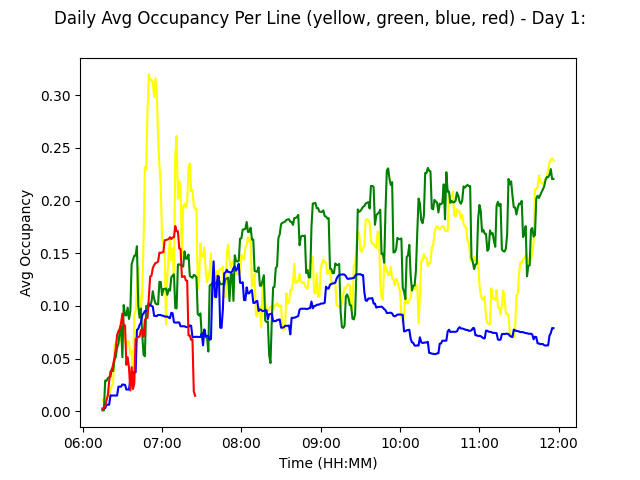 Daily Avg Occupancy Per Line (yellow, green, blue, red) - Day 1:
0.30
0.25
0.20
0.15
0.10
0.05
0.00
Avg Occupancy
06:00 07:00 08:00 09:00 10:00 11:00 12:00
Time (HH:MM)